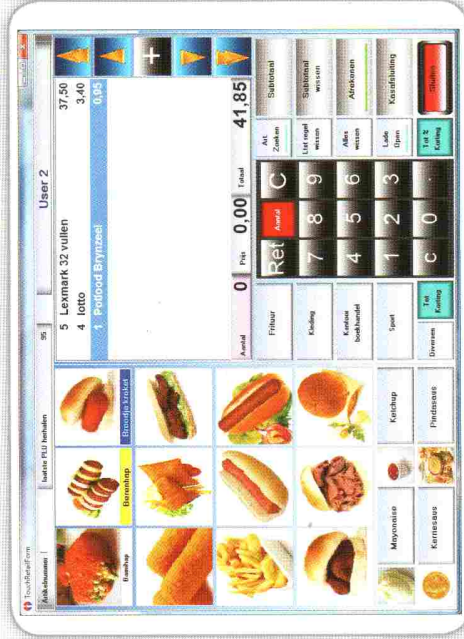 TouchRetailForm
Artikelnummer
laatste PLU herhalen
95
User 2
5 Lexmark 32 vullen 37,50
4 lotto 3,40
1 Potlood Brynzeel 0,95
+
Aantal 0 Prijs 0,00 Totaal 41,85
Bamihap
Berenhap
Broodje kroket
Mayonaise
Ketchup
Kerriesaus
Pindasaus
Frituur
Kleding
Kantoor boekhandel
Sport
Diversen
Tot Korting
Ret
Aantal
C
7 8 9
4 5 6
1 2 3
c 0
Art. Zoeken
List regel wissen
Alles wissen
Lade Open
Tot % Korting
Subtotaal
Subtotaal wissen
Afrekenen
Kassafsluiting
Sluiten